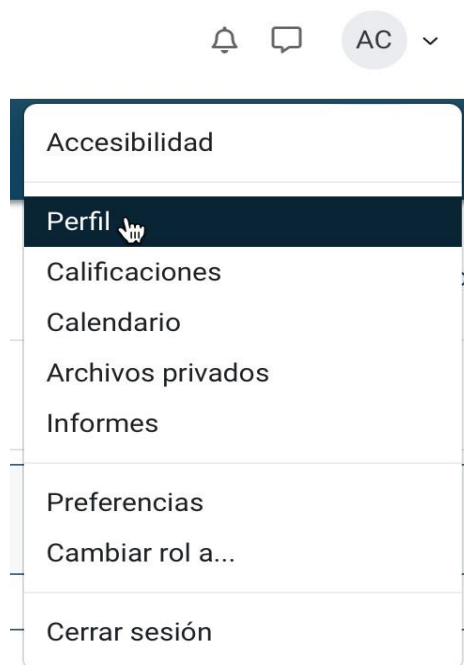 AC
Accesibilidad
Perfil
Calificaciones
Calendario
Archivos privados
Informes
Preferencias
Cambiar rol a...
Cerrar sesión